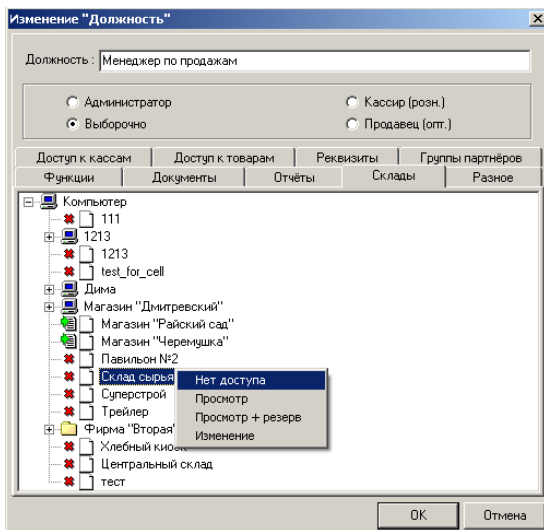 Изменение "Должность"
Должность : Менеджер по продажам
Администратор Кассир (розн.)
Выборочно Продавец (опт.)
Доступ к кассам Доступ к товарам Реквизиты Группы партнёров
Функции Документы Отчёты Склады Разное
Компьютер
111
1213
1213
test_for_cell
Дима
Магазин "Дмитревский"
Магазин "Райский сад"
Магазин "Черемушка"
Павильон №2
Склад сырья Нет доступа
Суперстрой Просмотр
Трейлер Просмотр + резерв
Фирма "Вторая" Изменение
Хлебный киоск
Центральный склад
тест
OK Отмена